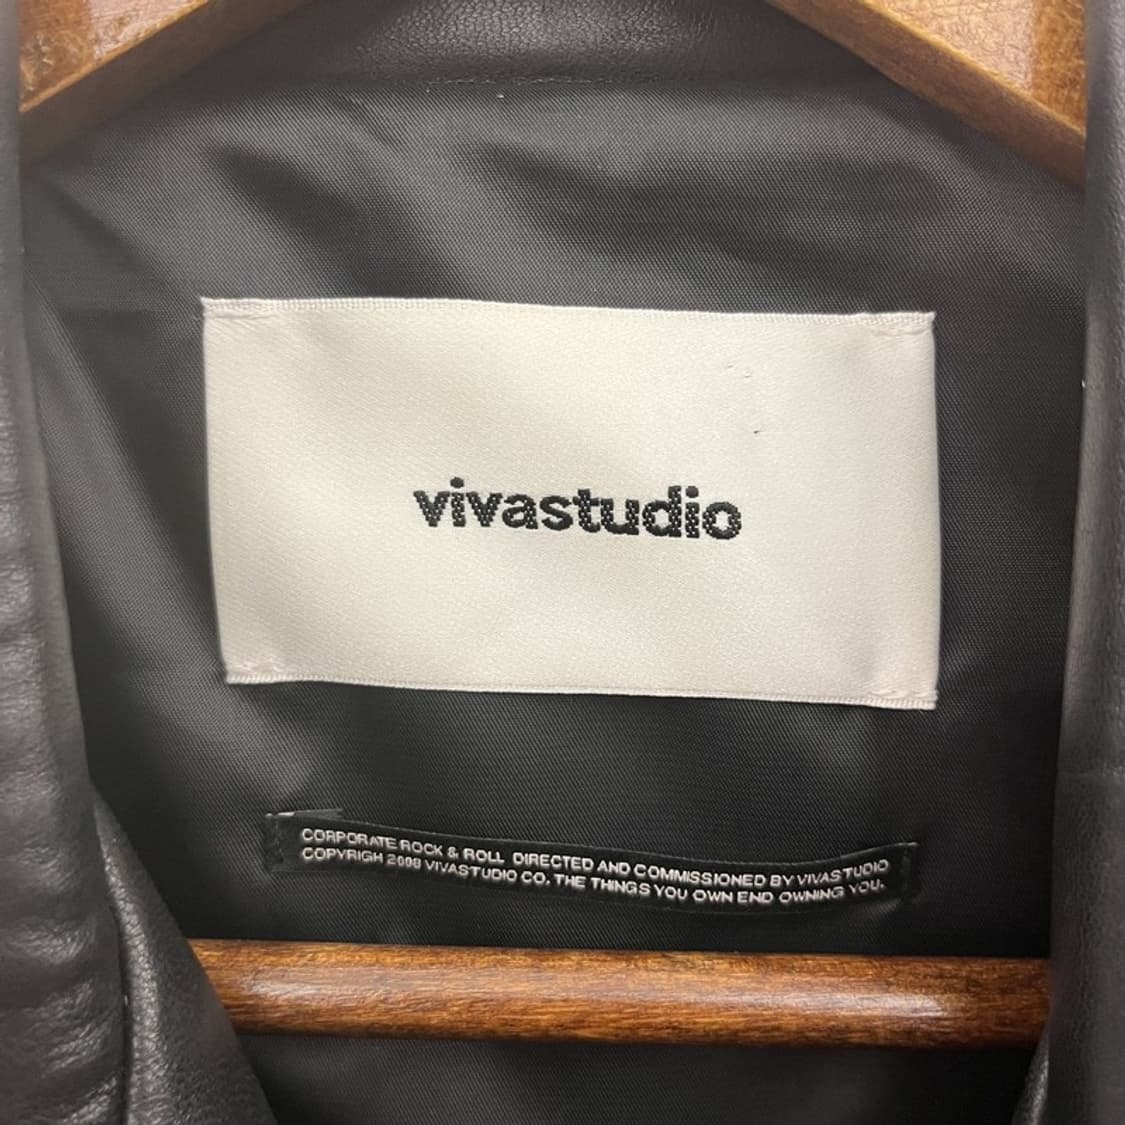 vivastudio
CORPORATE ROCK & ROLL DIRECTED AND COMMISSIONED BY VIVASTUDIO
COPYRIGH 2008 VIVASTUDIO CO. THE THINGS YOU OWN END OWNING YOU.